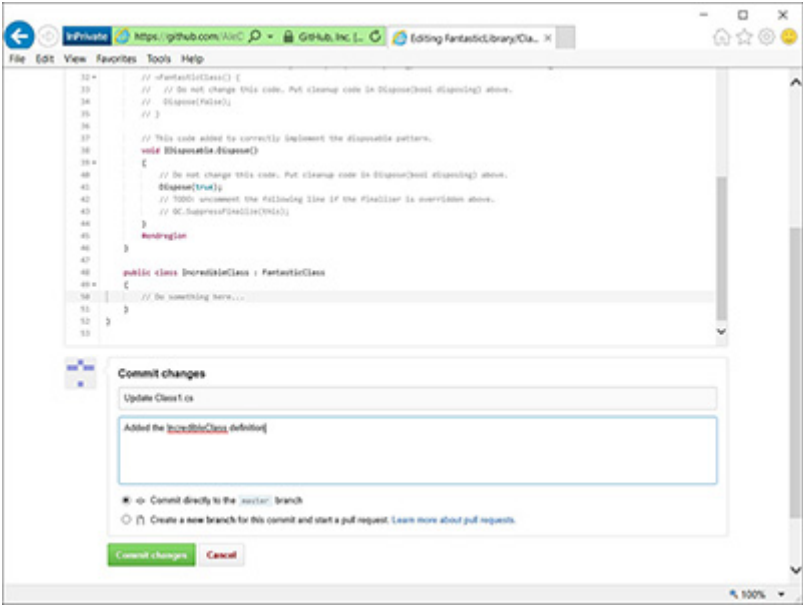 InPrivate https://github.com/AleD GitHub, Inc. [... Editing FantasticLibrary/Cla...
File Edit View Favorites Tools Help
32 // ~FantasticClass() {
33 // // Do not change this code. Put cleanup code in Dispose(bool disposing) above.
34 // Dispose(false);
35 // }
36
37 // This code added to correctly implement the disposable pattern.
38 void IDisposable.Dispose()
39 {
40 // Do not change this code. Put cleanup code in Dispose(bool disposing) above.
41 Dispose(true);
42 // TODO: uncomment the following line if the finalizer is overridden above.
43 // GC.SuppressFinalize(this);
44 }
45 #endregion
46 }
47
48 public class IncredibleClass : FantasticClass
49 {
50 // Do something here...
51 }
52 }
53
Commit changes
Update Class1.cs
Added the IncredibleClass definition
Commit directly to the master branch
Create a new branch for this commit and start a pull request. Learn more about pull requests.
Commit changes Cancel
100%